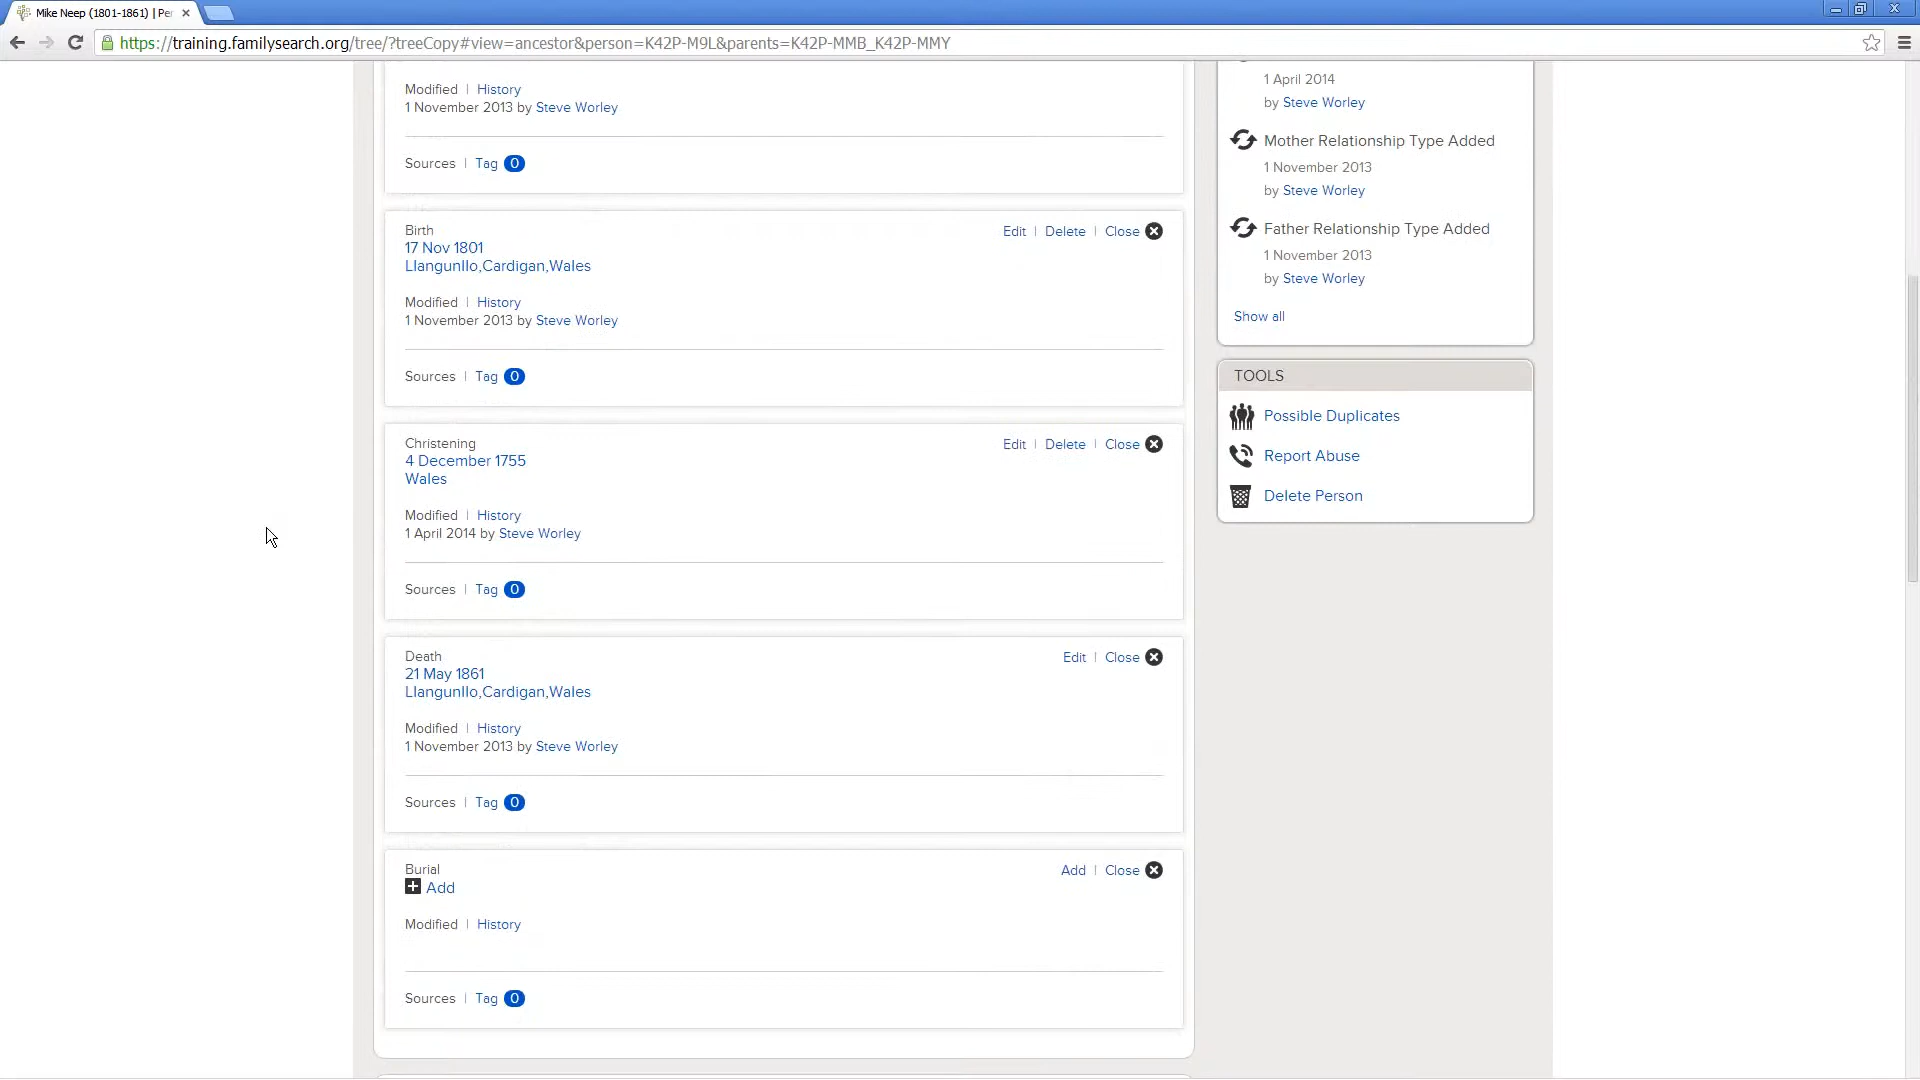 Mike Neep (1801-1861) | Per
https://training.familysearch.org/tree/?treeCopy#view=ancestor&person=K42P-M9L&parents=K42P-MMB_K42P-MMY
Modified | History
1 November 2013 by Steve Worley
Sources | Tag 0
Birth
Edit | Delete | Close
17 Nov 1801
Llangunllo,Cardigan,Wales
Modified | History
1 November 2013 by Steve Worley
Sources | Tag 0
Christening
Edit | Delete | Close
4 December 1755
Wales
Modified | History
1 April 2014 by Steve Worley
Sources | Tag 0
Death
Edit | Close
21 May 1861
Llangunllo,Cardigan,Wales
Modified | History
1 November 2013 by Steve Worley
Sources | Tag 0
Burial
Add | Close
Add
Modified | History
Sources | Tag 0
1 April 2014
by Steve Worley
Mother Relationship Type Added
1 November 2013
by Steve Worley
Father Relationship Type Added
1 November 2013
by Steve Worley
Show all
TOOLS
Possible Duplicates
Report Abuse
Delete Person